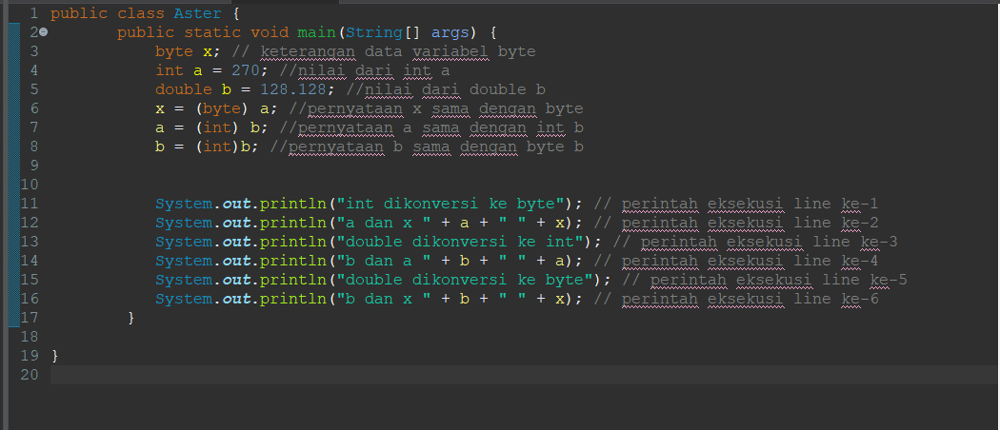 1 public class Aster {
2 public static void main(String[] args) {
3 byte x; // keterangan data variabel byte
4 int a = 270; //nilai dari int a
5 double b = 128.128; //nilai dari double b
6 x = (byte) a; //pernyataan x sama dengan byte
7 a = (int) b; //pernyataan a sama dengan int b
8 b = (int)b; //pernyataan b sama dengan byte b
9
10
11 System.out.println("int dikonversi ke byte"); // perintah eksekusi line ke-1
12 System.out.println("a dan x " + a + " " + x); // perintah eksekusi line ke-2
13 System.out.println("double dikonversi ke int"); // perintah eksekusi line ke-3
14 System.out.println("b dan a " + b + " " + a); // perintah eksekusi line ke-4
15 System.out.println("double dikonversi ke byte"); // perintah eksekusi line ke-5
16 System.out.println("b dan x " + b + " " + x); // perintah eksekusi line ke-6
17 }
18
19 }
20